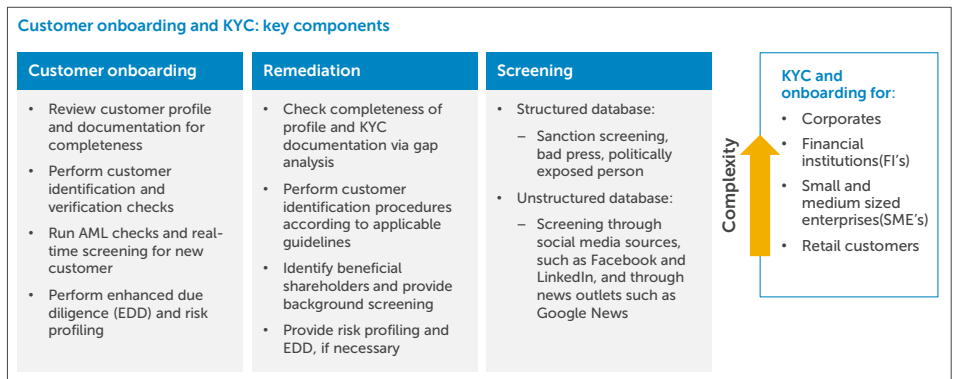 Customer onboarding and KYC: key components
Customer onboarding
• Review customer profile
and documentation for
completeness
• Perform customer
identification and
verification checks
• Run AML checks and real-
time screening for new
customer
• Perform enhanced due
diligence (EDD) and risk
profiling
Remediation
• Check completeness of
profile and KYC
documentation via gap
analysis
• Perform customer
identification procedures
according to applicable
guidelines
• Identify beneficial
shareholders and provide
background screening
• Provide risk profiling and
EDD, if necessary
Screening
• Structured database:
– Sanction screening,
bad press, politically
exposed person
• Unstructured database:
– Screening through
social media sources,
such as Facebook and
LinkedIn, and through
news outlets such as
Google News
Complexity
KYC and
onboarding for:
• Corporates
• Financial
institutions(FI's)
• Small and
medium sized
enterprises(SME's)
• Retail customers